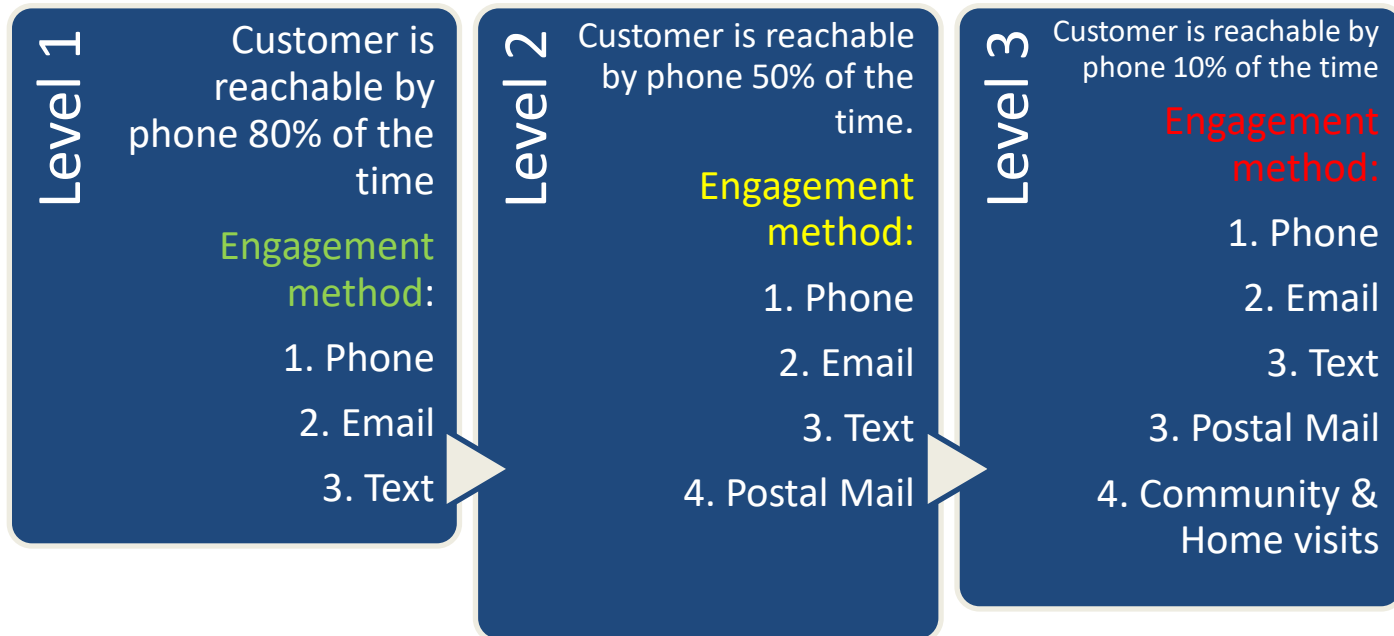 Level 1
Customer is
reachable by
phone 80% of the
time
Engagement
method:
1. Phone
2. Email
3. Text
Level 2
Customer is reachable
by phone 50% of the
time.
Engagement
method:
1. Phone
2. Email
3. Text
4. Postal Mail
Level 3
Customer is reachable by
phone 10% of the time
Engagement
method:
1. Phone
2. Email
3. Text
3. Postal Mail
4. Community &
Home visits